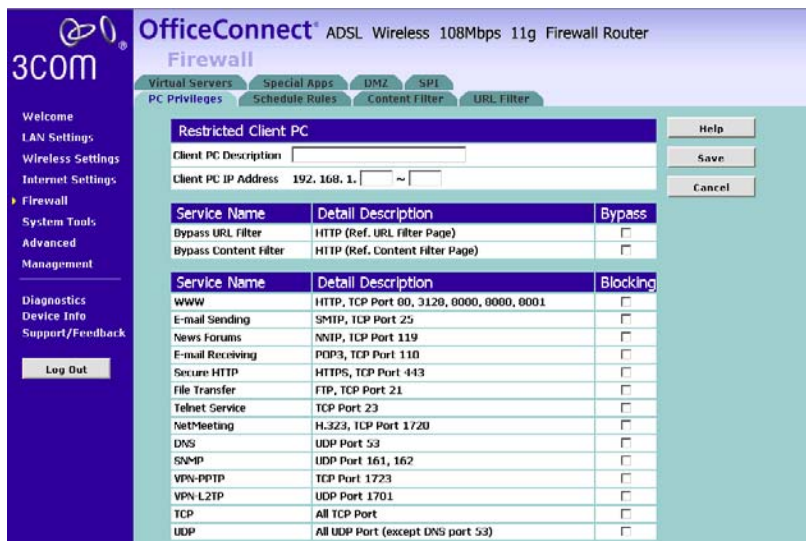 3COM
OfficeConnect® ADSL Wireless 108Mbps 11g Firewall Router
Firewall
Virtual Servers Special Apps DMZ SPI
PC Privileges Schedule Rules Content Filter URL Filter
Welcome
LAN Settings
Wireless Settings
Internet Settings
Firewall
System Tools
Advanced
Management
Diagnostics
Device Info
Support/Feedback
Log Out
Restricted Client PC
Client PC Description
Client PC IP Address 192. 168. 1. ~
Help
Save
Cancel
Service Name Detail Description Bypass
Bypass URL Filter HTTP (Ref. URL Filter Page)
Bypass Content Filter HTTP (Ref. Content Filter Page)
Service Name Detail Description Blocking
WWW HTTP, TCP Port 80, 3128, 8000, 8080, 8001
E-mail Sending SMTP, TCP Port 25
News Forums NNTP, TCP Port 119
E-mail Receiving POP3, TCP Port 110
Secure HTTP HTTPS, TCP Port 443
File Transfer FTP, TCP Port 21
Telnet Service TCP Port 23
NetMeeting H.323, TCP Port 1720
DNS UDP Port 53
SNMP UDP Port 161, 162
VPN-PPTP TCP Port 1723
VPN-L2TP UDP Port 1701
TCP All TCP Port
UDP All UDP Port (except DNS port 53)